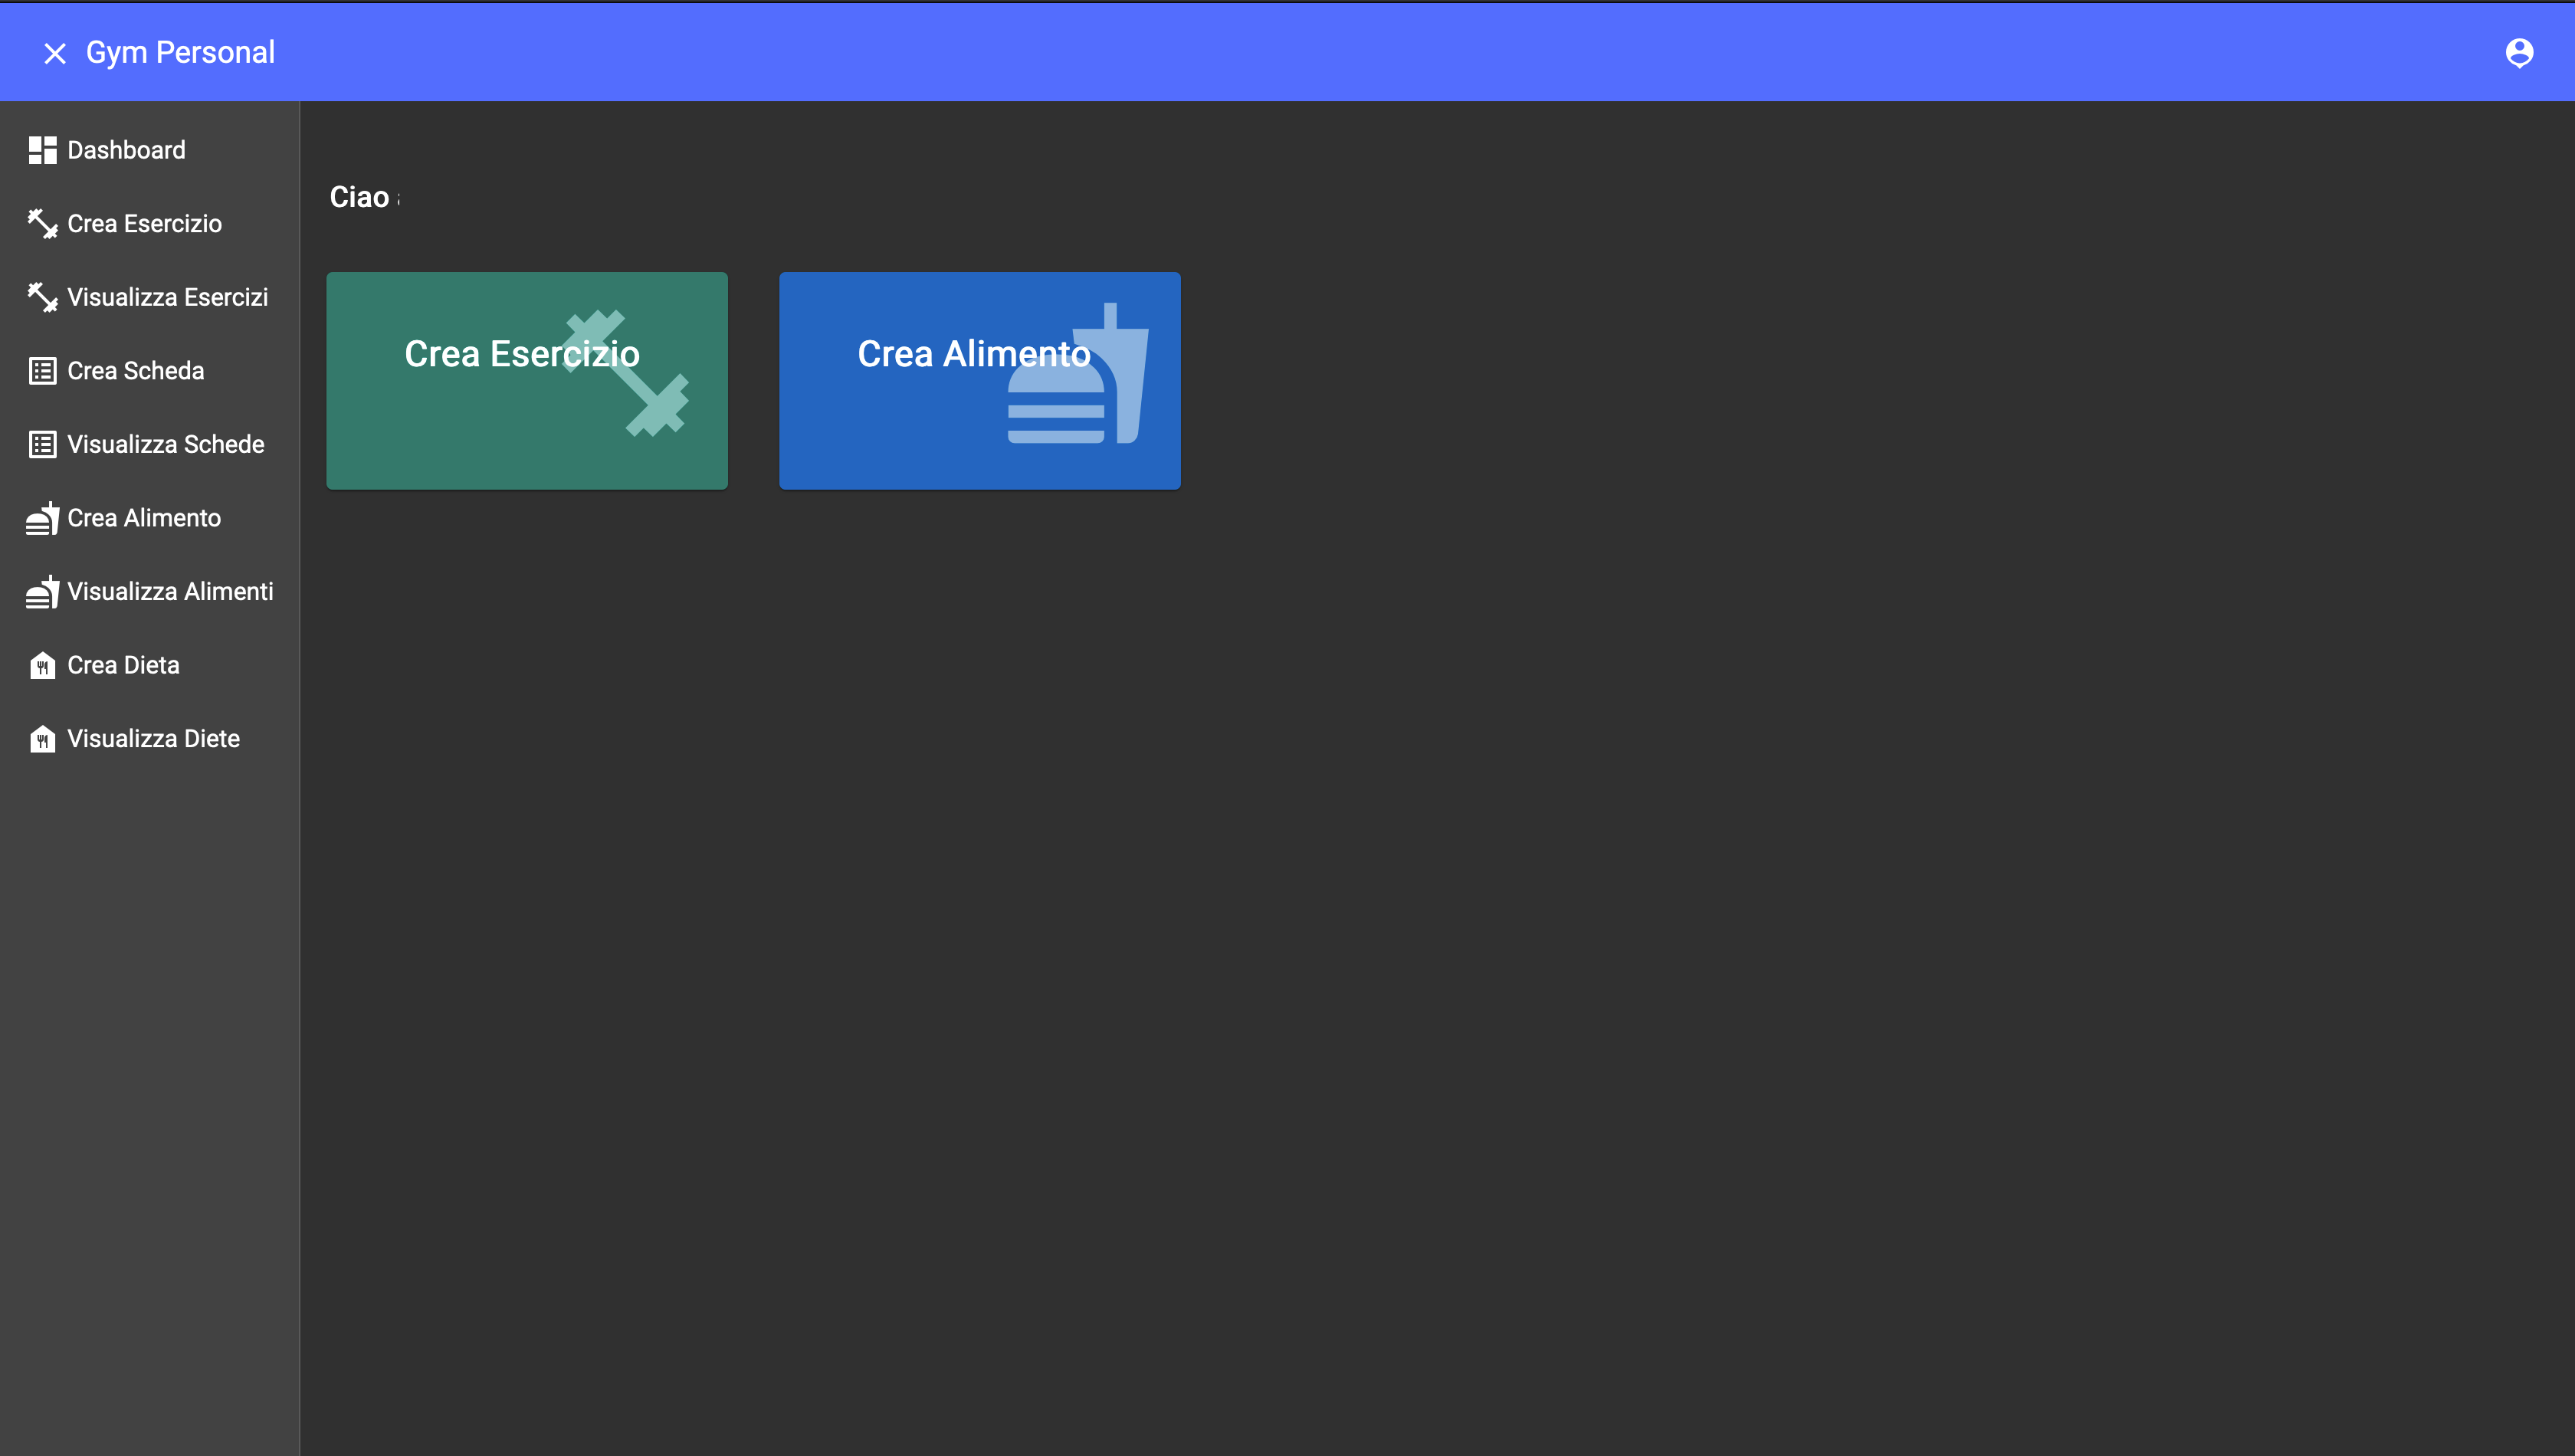 Gym Personal
Dashboard
Crea Esercizio
Visualizza Esercizi
Crea Scheda
Visualizza Schede
Crea Alimento
Visualizza Alimenti
Crea Dieta
Visualizza Diete
Ciao
Crea Esercizio
Crea Alimento